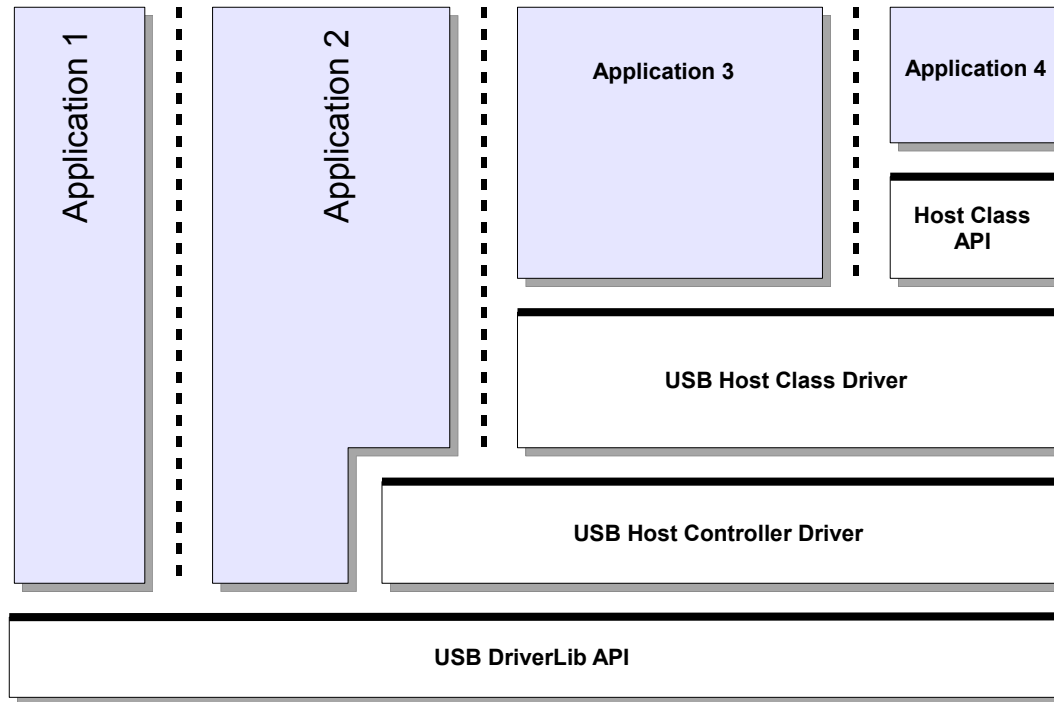 Application 1
Application 2
Application 3
Application 4
Host Class
API
USB Host Class Driver
USB Host Controller Driver
USB DriverLib API